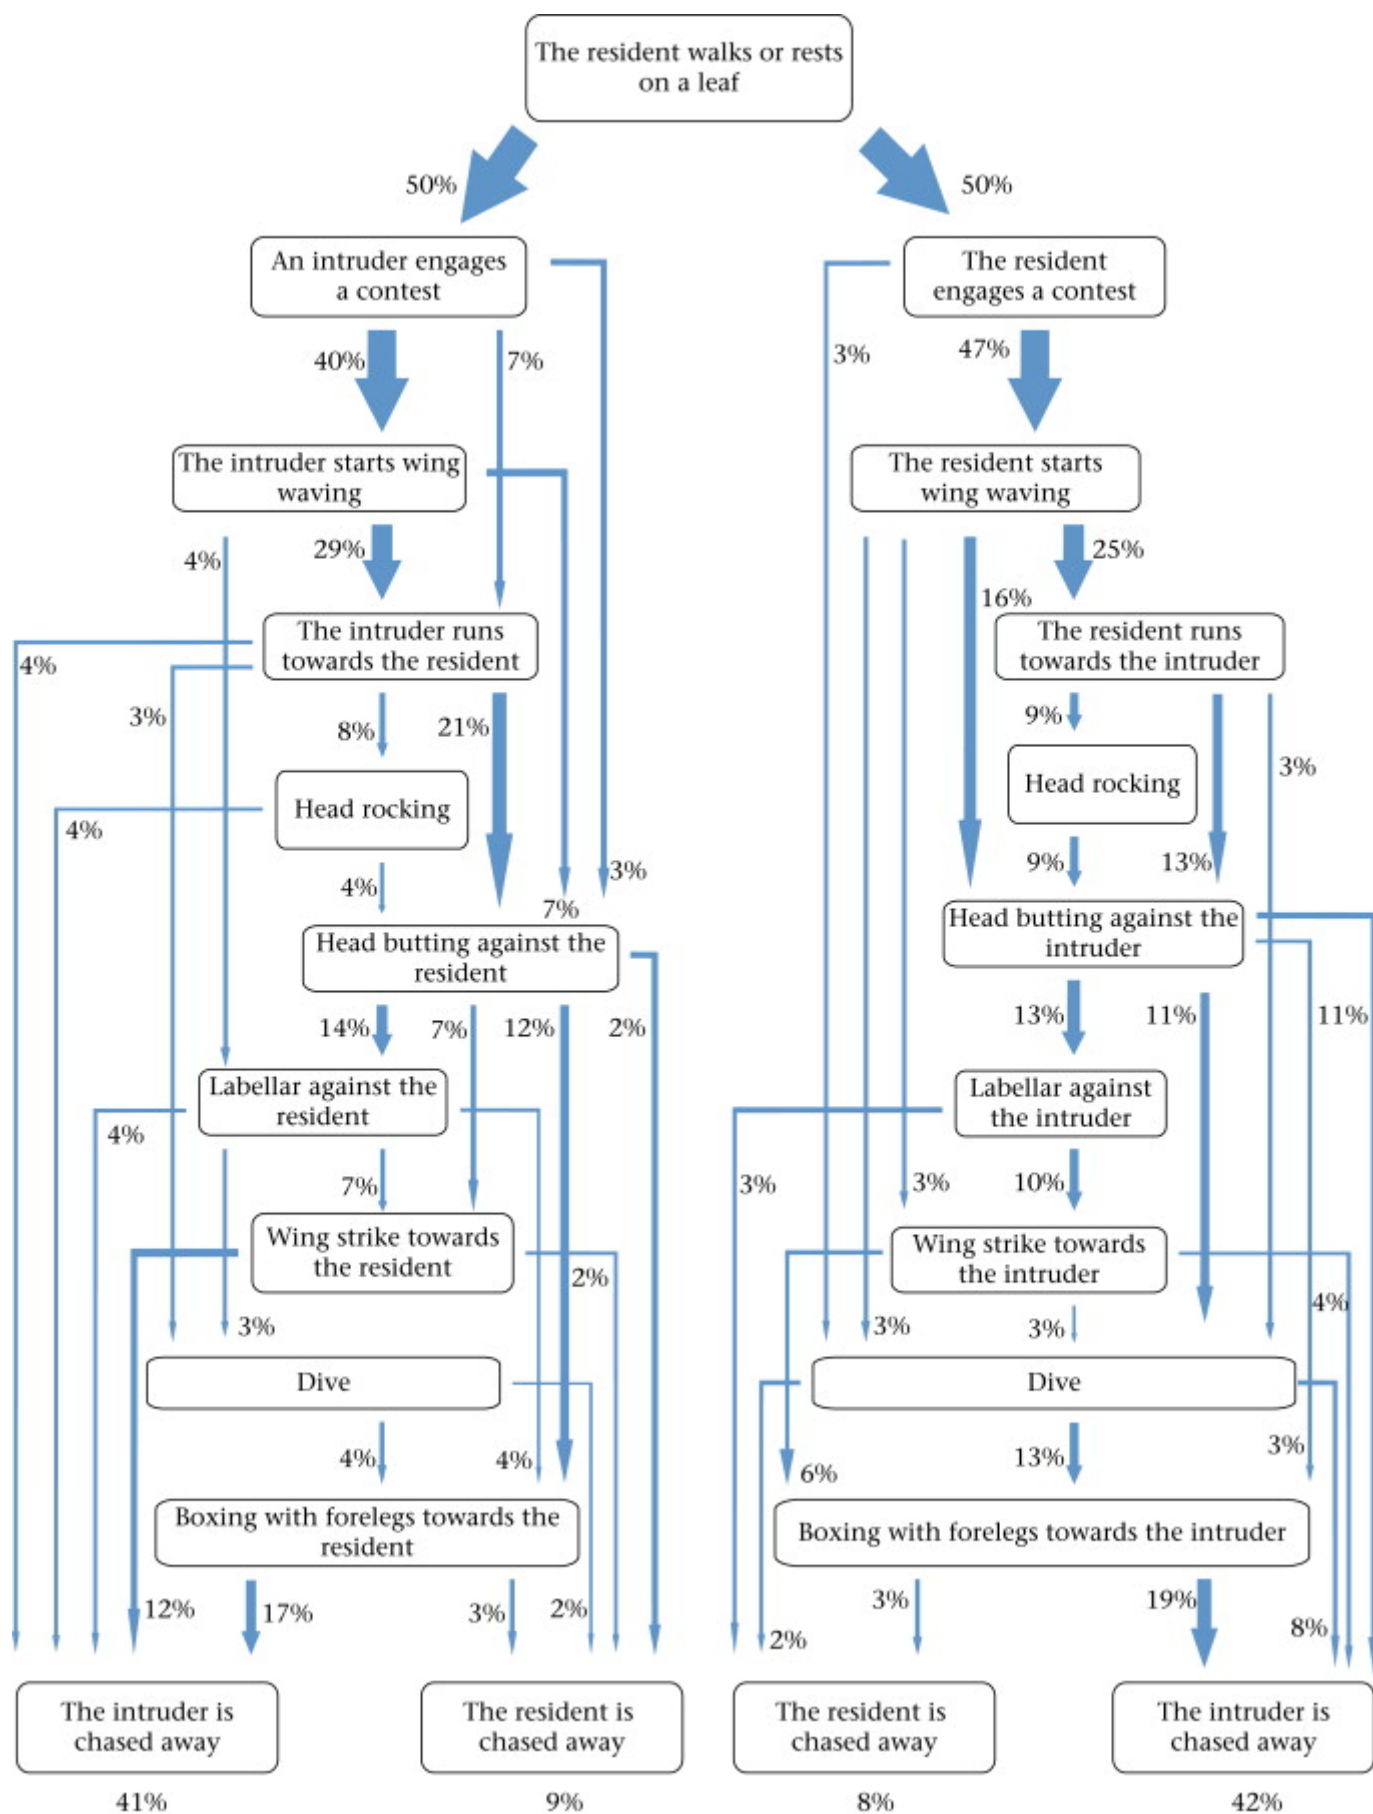 The resident walks or rests
on a leaf
50%
50%
An intruder engages
a contest
The resident
engages a contest
40%
7%
3%
47%
The intruder starts wing
waving
The resident starts
wing waving
4%
29%
25%
16%
The intruder runs
towards the resident
The resident runs
towards the intruder
4%
3%
8%
21%
9%
3%
Head rocking
Head rocking
4%
4%
3%
7%
9%
13%
Head butting against the
resident
Head butting against the
intruder
14%
7%
12%
2%
13%
11%
11%
Labellar against the
resident
Labellar against
the intruder
4%
7%
3%
3%
10%
Wing strike towards
the resident
Wing strike towards
the intruder
2%
4%
3%
3%
3%
Dive
Dive
4%
4%
6%
13%
3%
Boxing with forelegs towards the
resident
Boxing with forelegs towards the intruder
12%
17%
3%
2%
2%
3%
19%
8%
The intruder is
chased away
The resident is
chased away
The resident is
chased away
The intruder is
chased away
41%
9%
8%
42%